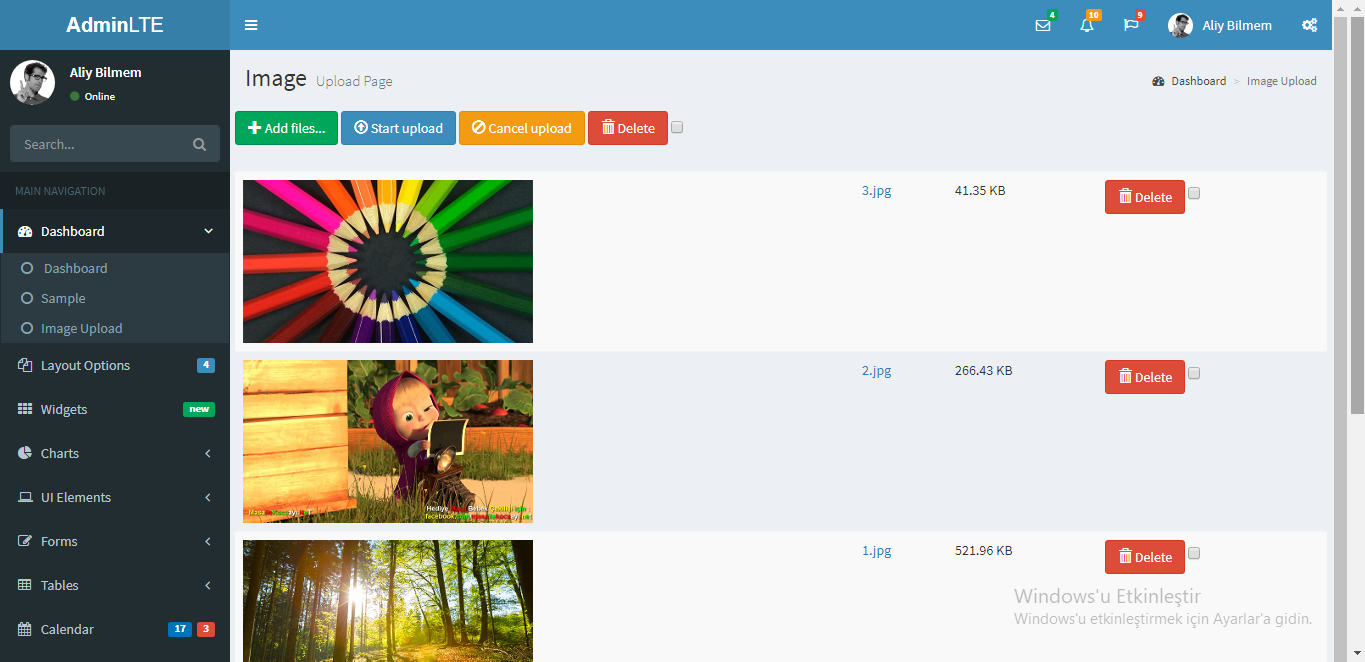 AdminLTE
4
10
9
Aliy Bilmem
Aliy Bilmem
Online
Search...
MAIN NAVIGATION
Dashboard
Dashboard
Sample
Image Upload
Layout Options 4
Widgets new
Charts
UI Elements
Forms
Tables
Calendar 17 3
Image Upload Page
Dashboard > Image Upload
Add files...
Start upload
Cancel upload
Delete
3.jpg 41.35 KB Delete
2.jpg 266.43 KB Delete
1.jpg 521.96 KB Delete
Windows'u Etkinleştir
Windows'u etkinleştirmek için Ayarlar'a gidin.